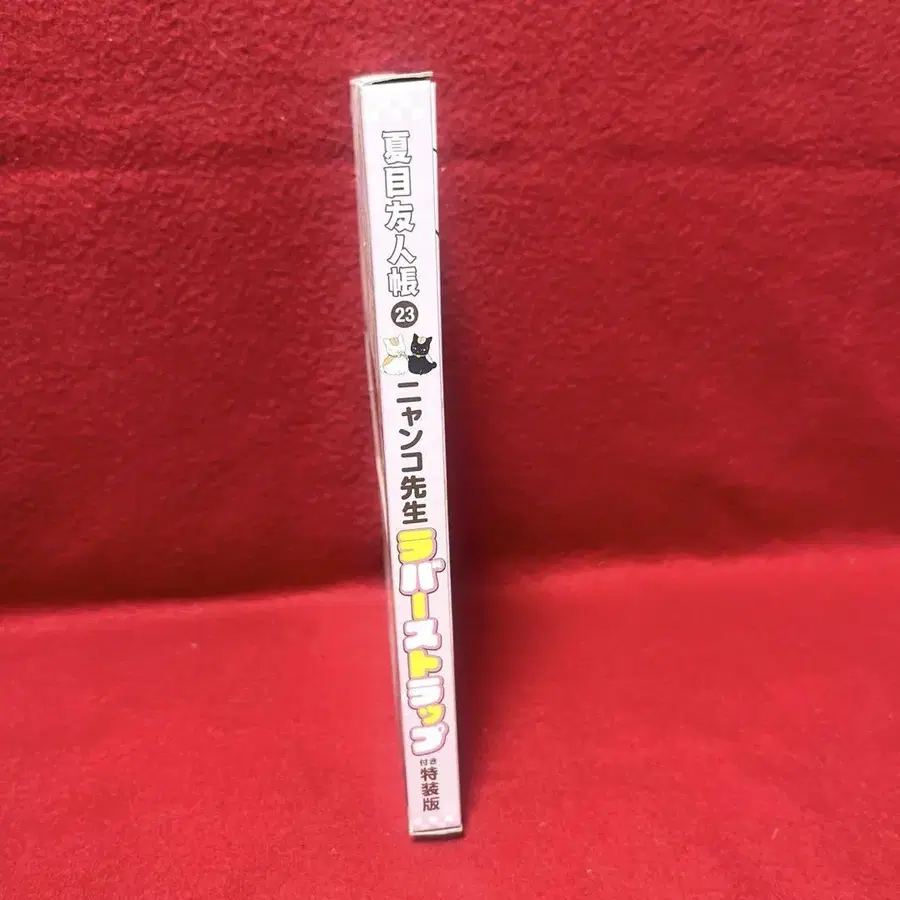 夏目友人帳
23
ニャンコ先生
ラバーストラップ
付き
特装版